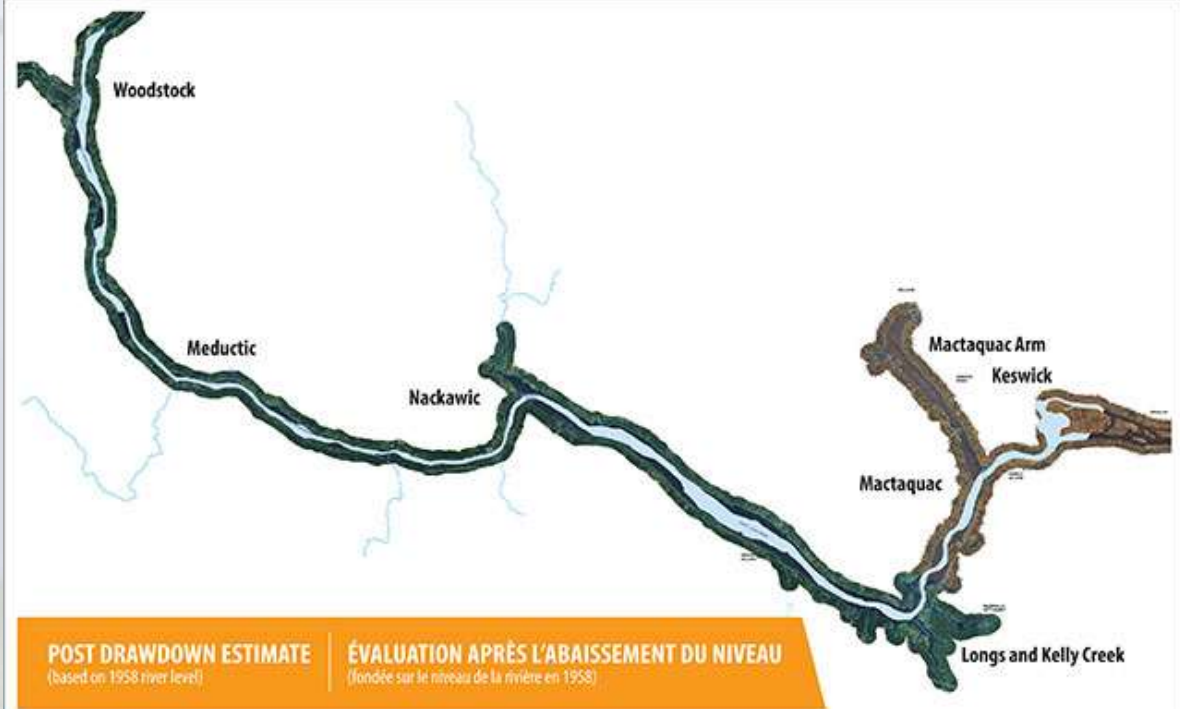 Woodstock
Meductic
Nackawic
Mactaquac Arm
Keswick
Mactaquac
Longs and Kelly Creek
POST DRAWDOWN ESTIMATE
(based on 1958 river level)
ÉVALUATION APRÈS L'ABAISSEMENT DU NIVEAU
(fondée sur le niveau de la rivière en 1958)